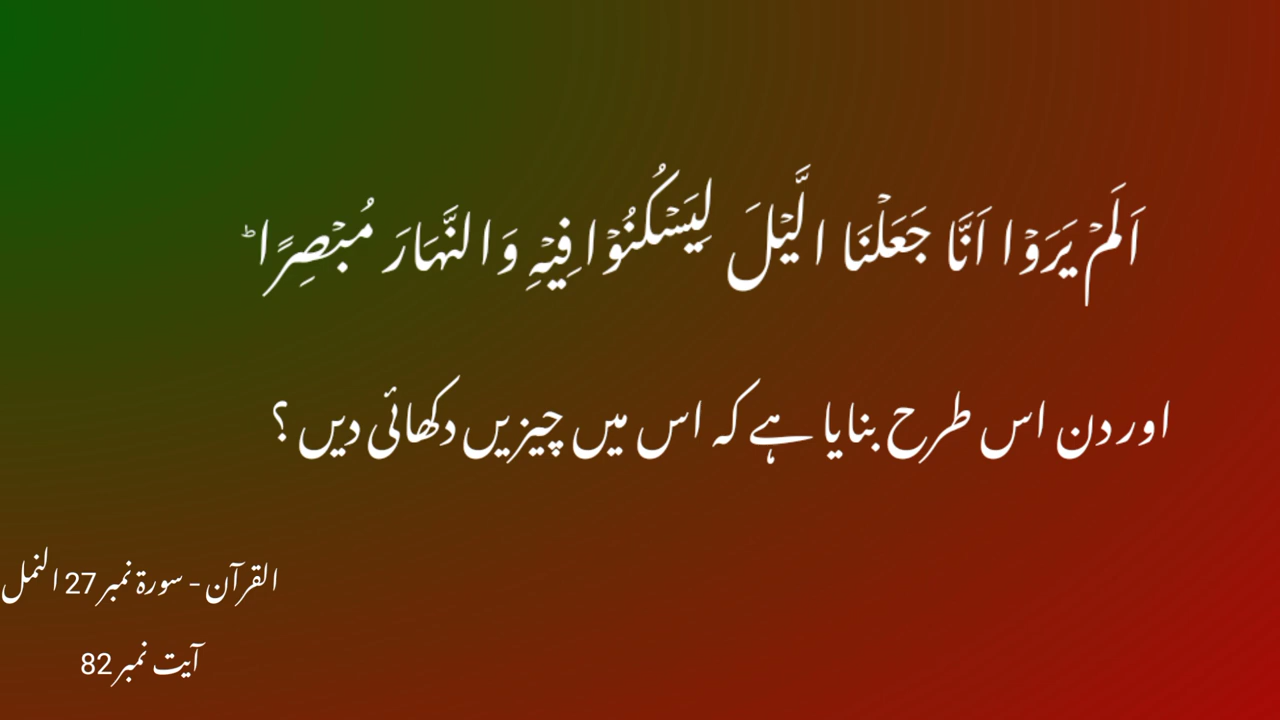 اَلَمۡ يَرَوۡا اَنَّا جَعَلۡنَا الَّيۡلَ لِيَسۡكُنُوۡا فِيۡهِ وَالنَّهَارَ مُبۡصِرًا ؕ
اور دن اس طرح بنایا ہے کہ اس میں چیزیں دکھائی دیں ؟
القرآن - سورۃ نمبر 27 النمل
آیت نمبر 82